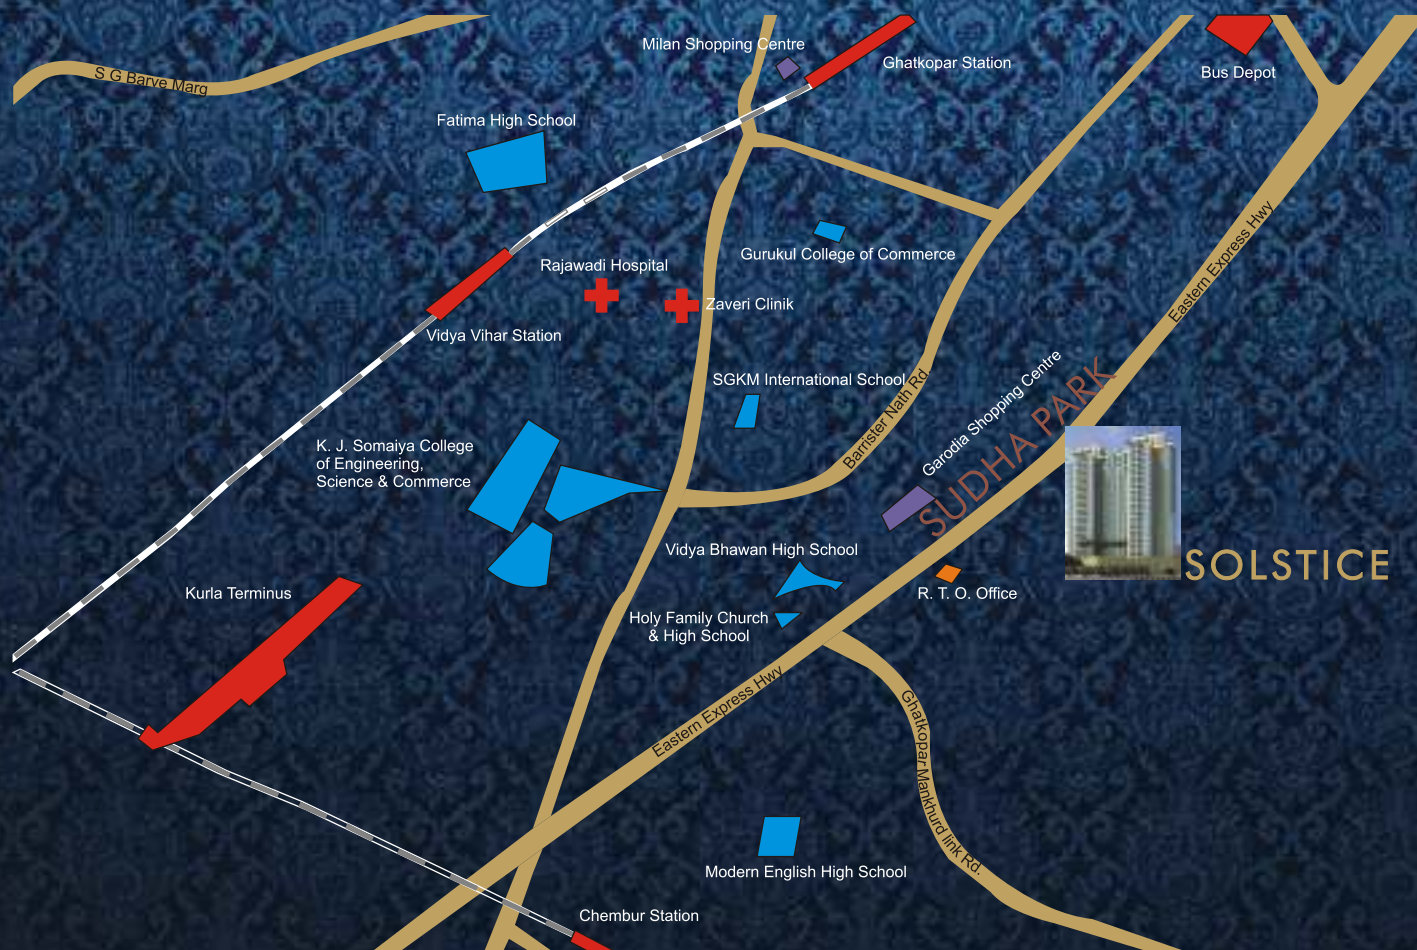 Milan Shopping Centre
Ghatkopar Station
Bus Depot
S G Barve Marg
Fatima High School
Gurukul College of Commerce
Rajawadi Hospital
Zaveri Clinik
Vidya Vihar Station
Eastern Express Hwy
SGKM International School
Barrister Nath Rd.
Garodia Shopping Centre
SUDHA PARK
K. J. Somaiya College
of Engineering,
Science & Commerce
Vidya Bhawan High School
SOLSTICE
Kurla Terminus
R. T. O. Office
Holy Family Church
& High School
Eastern Express Hwy
Ghatkopar Mankhurd link Rd.
Modern English High School
Chembur Station